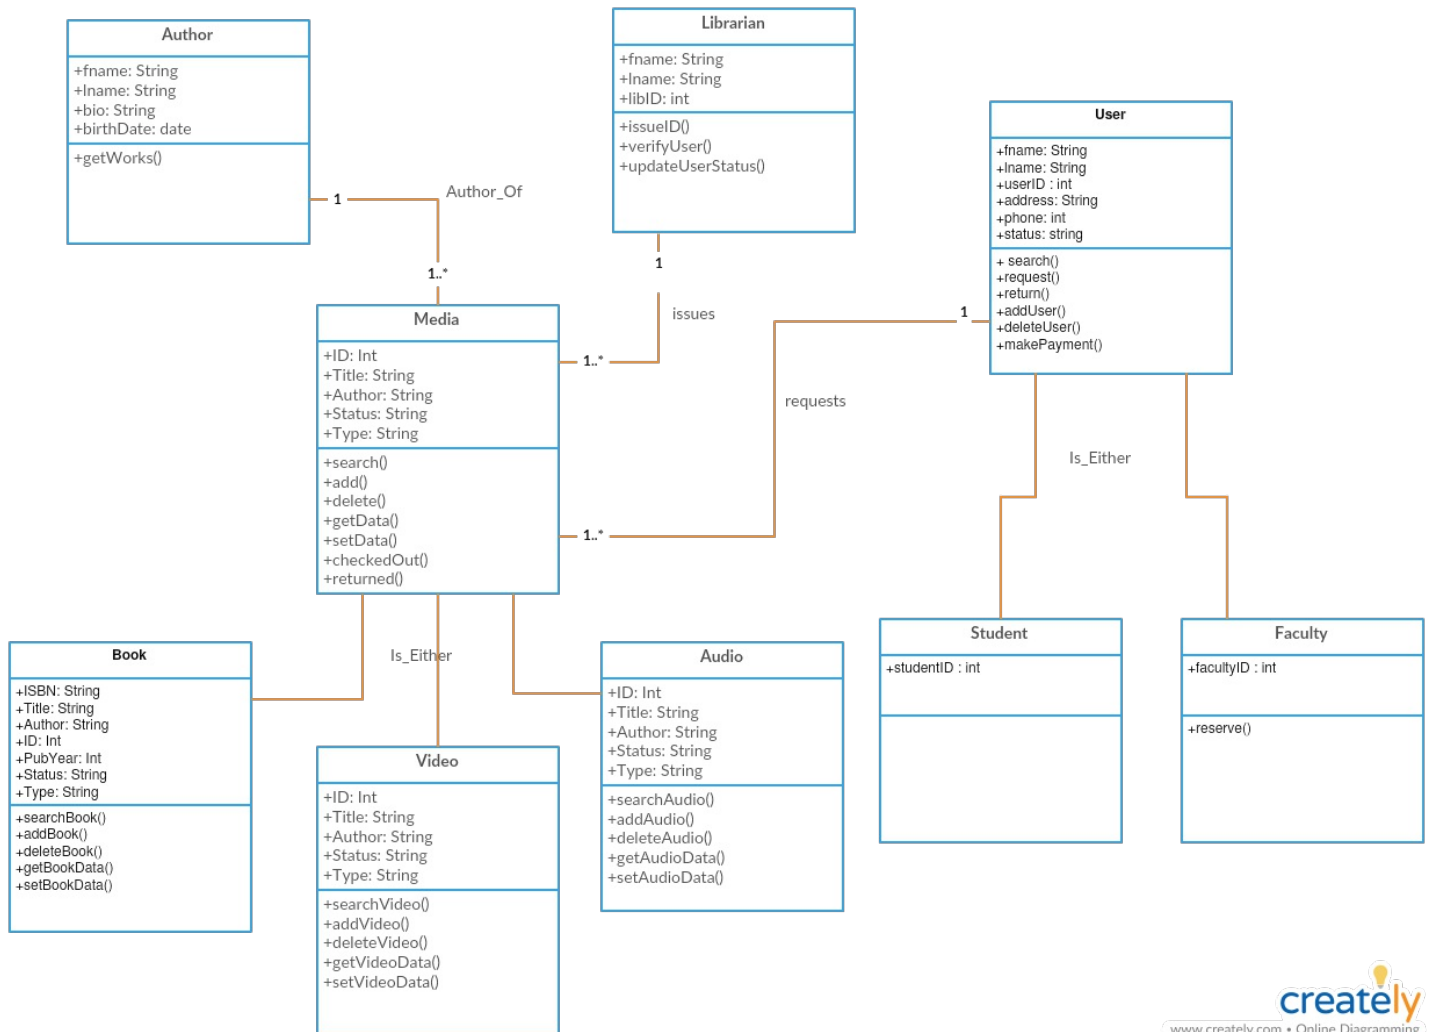 Author
+fname: String
+lname: String
+bio: String
+birthDate: date
+getWorks()
Librarian
+fname: String
+lname: String
+libID: int
+issueID()
+verifyUser()
+updateUserStatus()
User
+fname: String
+lname: String
+userID : int
+address: String
+phone: int
+status: string
+ search()
+request()
+return()
+addUser()
+deleteUser()
+makePayment()
1
Author_Of
1..*
1
issues
1..*
1
requests
1..*
Media
+ID: Int
+Title: String
+Author: String
+Status: String
+Type: String
+search()
+add()
+delete()
+getData()
+setData()
+checkedOut()
+returned()
Is_Either
Is_Either
Book
+ISBN: String
+Title: String
+Author: String
+ID: Int
+PubYear: Int
+Status: String
+Type: String
+searchBook()
+addBook()
+deleteBook()
+getBookData()
+setBookData()
Video
+ID: Int
+Title: String
+Author: String
+Status: String
+Type: String
+searchVideo()
+addVideo()
+deleteVideo()
+getVideoData()
+setVideoData()
Audio
+ID: Int
+Title: String
+Author: String
+Status: String
+Type: String
+searchAudio()
+addAudio()
+deleteAudio()
+getAudioData()
+setAudioData()
Student
+studentID : int
Faculty
+facultyID : int
+reserve()
creately
www.creately.com • Online Diagramming